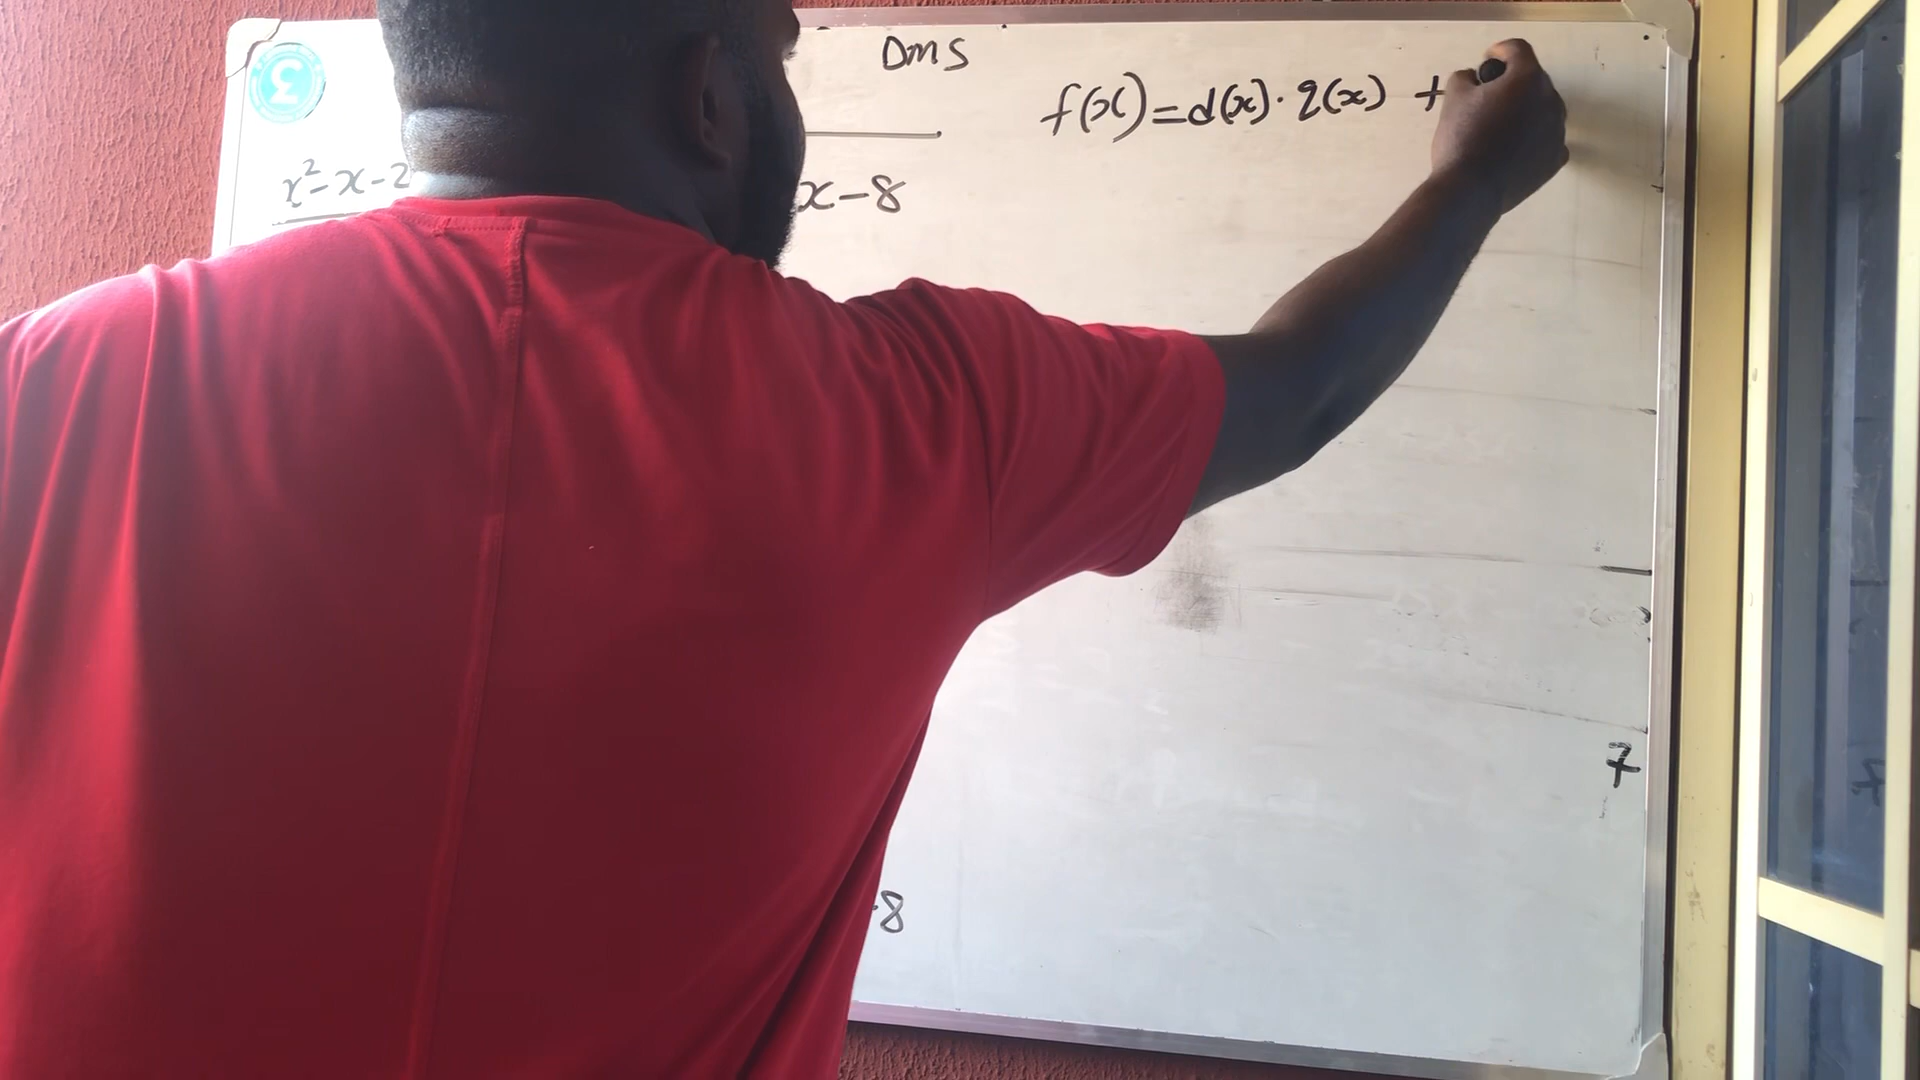 DMS
f(x)=d(x)·q(x) +
x²-x-2
x-8
7
-8